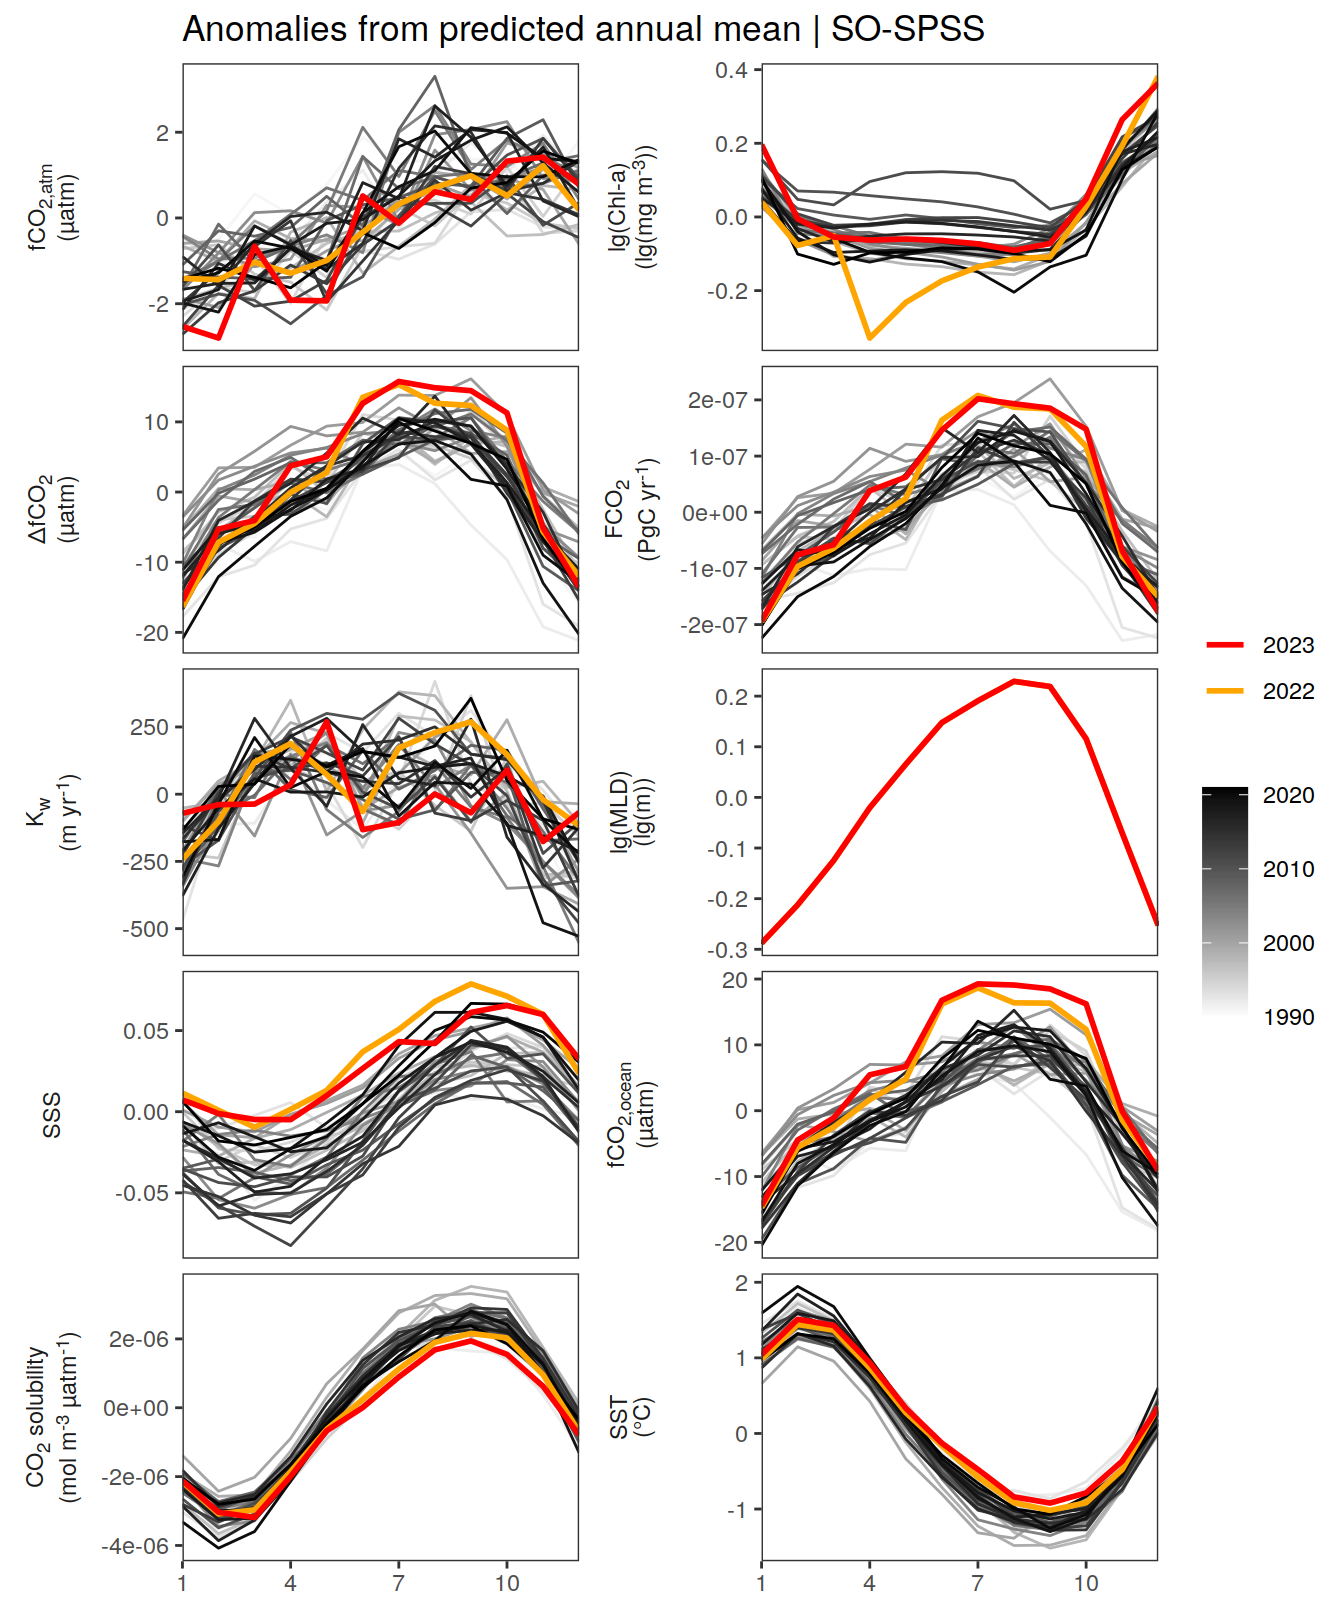 Anomalies from predicted annual mean | SO-SPSS
fCO2,atm
(µatm)
2
0
-2
lg(Chl-a)
(lg(mg m-3))
0.4
0.2
0.0
-0.2
ΔfCO2
(µatm)
10
0
-10
-20
FCO2
(PgC yr-1)
2e-07
1e-07
0e+00
-1e-07
-2e-07
Kw
(m yr-1)
250
0
-250
-500
lg(MLD)
(lg(m))
0.2
0.1
0.0
-0.1
-0.2
-0.3
SSS
0.05
0.00
-0.05
fCO2,ocean
(µatm)
20
10
0
-10
-20
CO2 solubility
(mol m-3 µatm-1)
2e-06
0e+00
-2e-06
-4e-06
1 4 7 10
SST
(°C)
2
1
0
-1
1 4 7 10
2023
2022
2020
2010
2000
1990